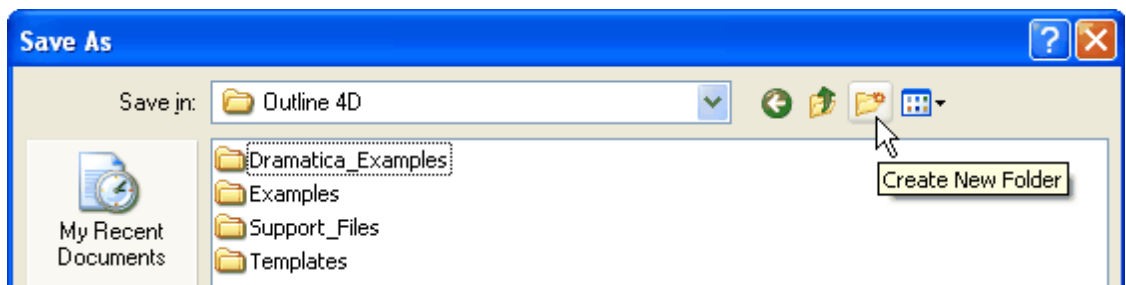 Save As
Save in:
Outline 4D
Dramatica_Examples
Create New Folder
Examples
Support_Files
Templates
My Recent
Documents